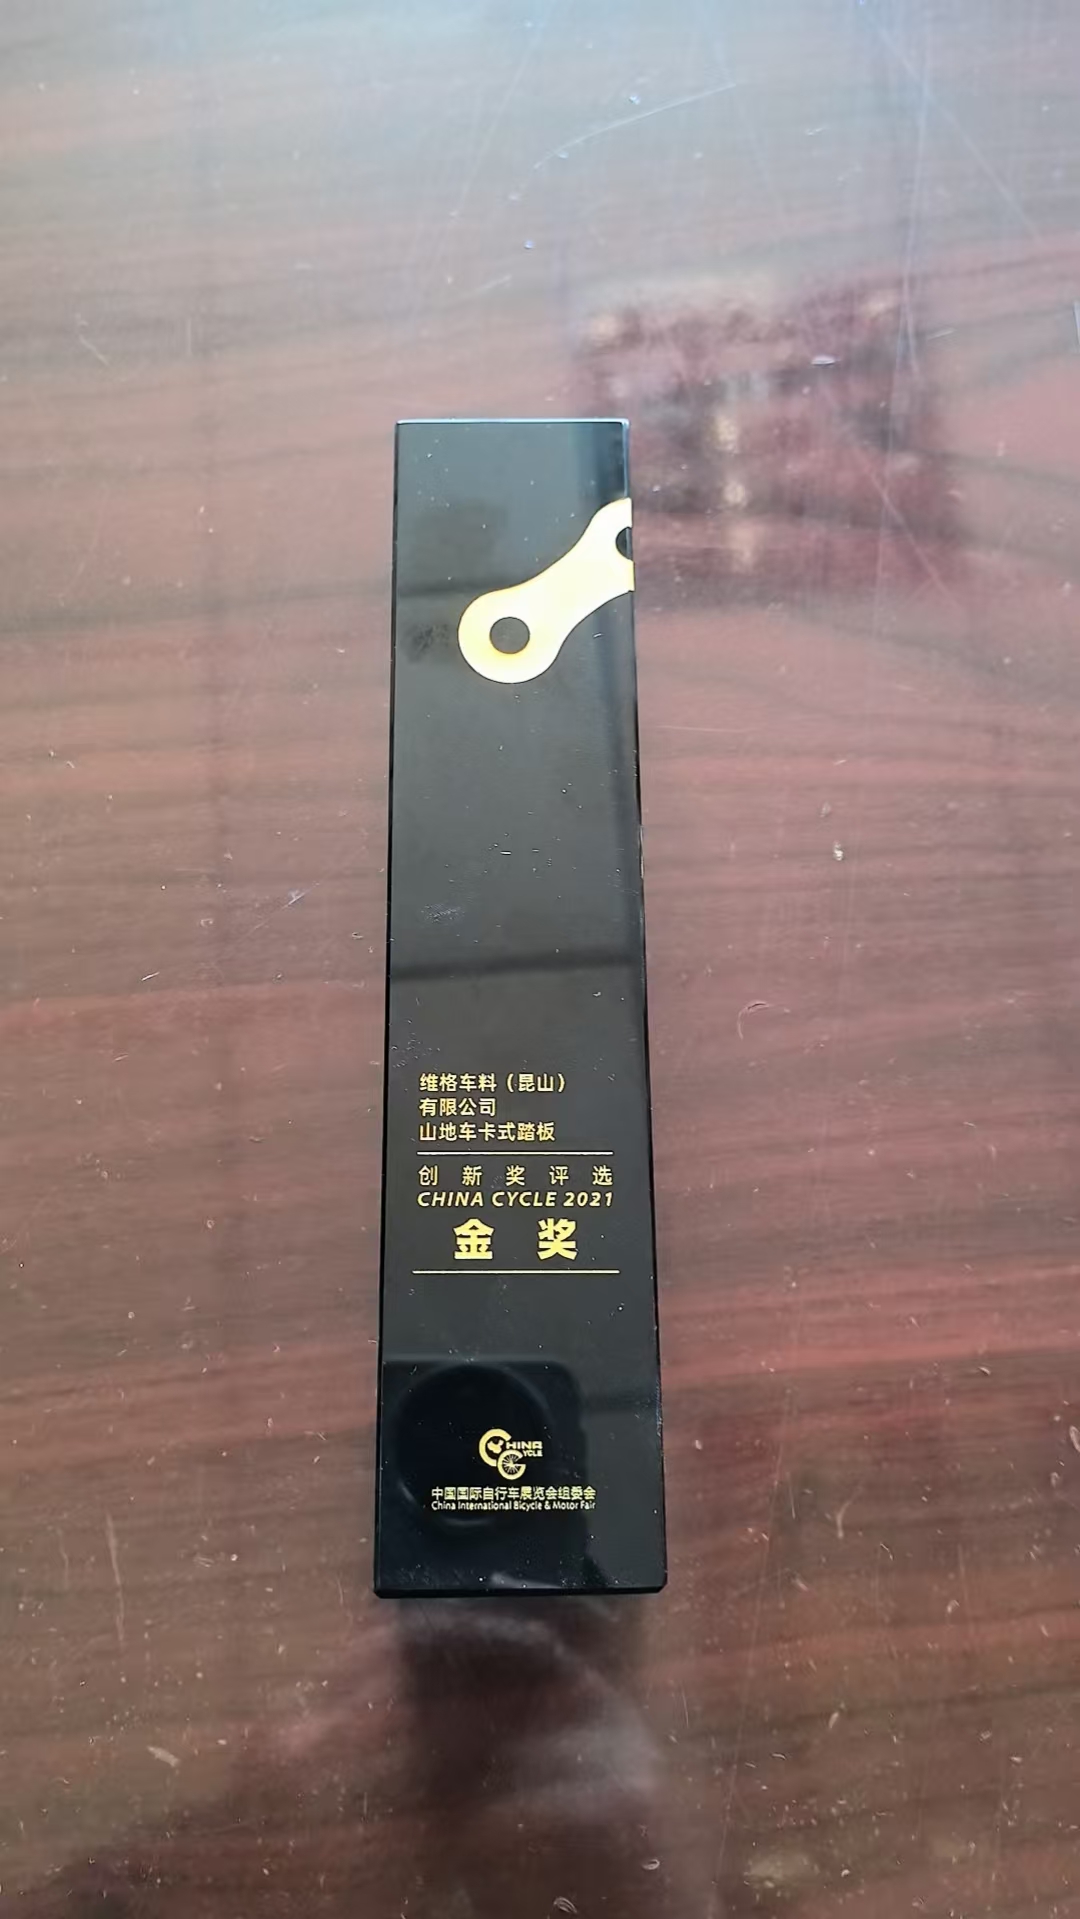 维格车料（昆山）
有限公司
山地车卡式踏板
创新奖评选
CHINA CYCLE 2021
金奖
CHINA
CYCLE
中国国际自行车展览会组委会
China International Bicycle & Motor Fair